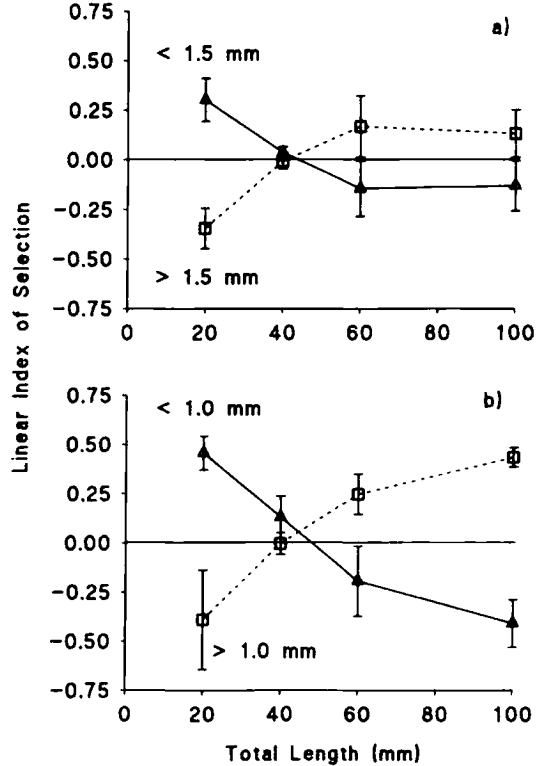 a)
0.75
< 1.5 mm
0.50
0.25
0.00
−0.25
−0.50
> 1.5 mm
−0.75
0 20 40 60 80 100
Linear Index of Selection
b)
0.75
< 1.0 mm
0.50
0.25
0.00
−0.25
−0.50
> 1.0 mm
−0.75
0 20 40 60 80 100
Total Length (mm)